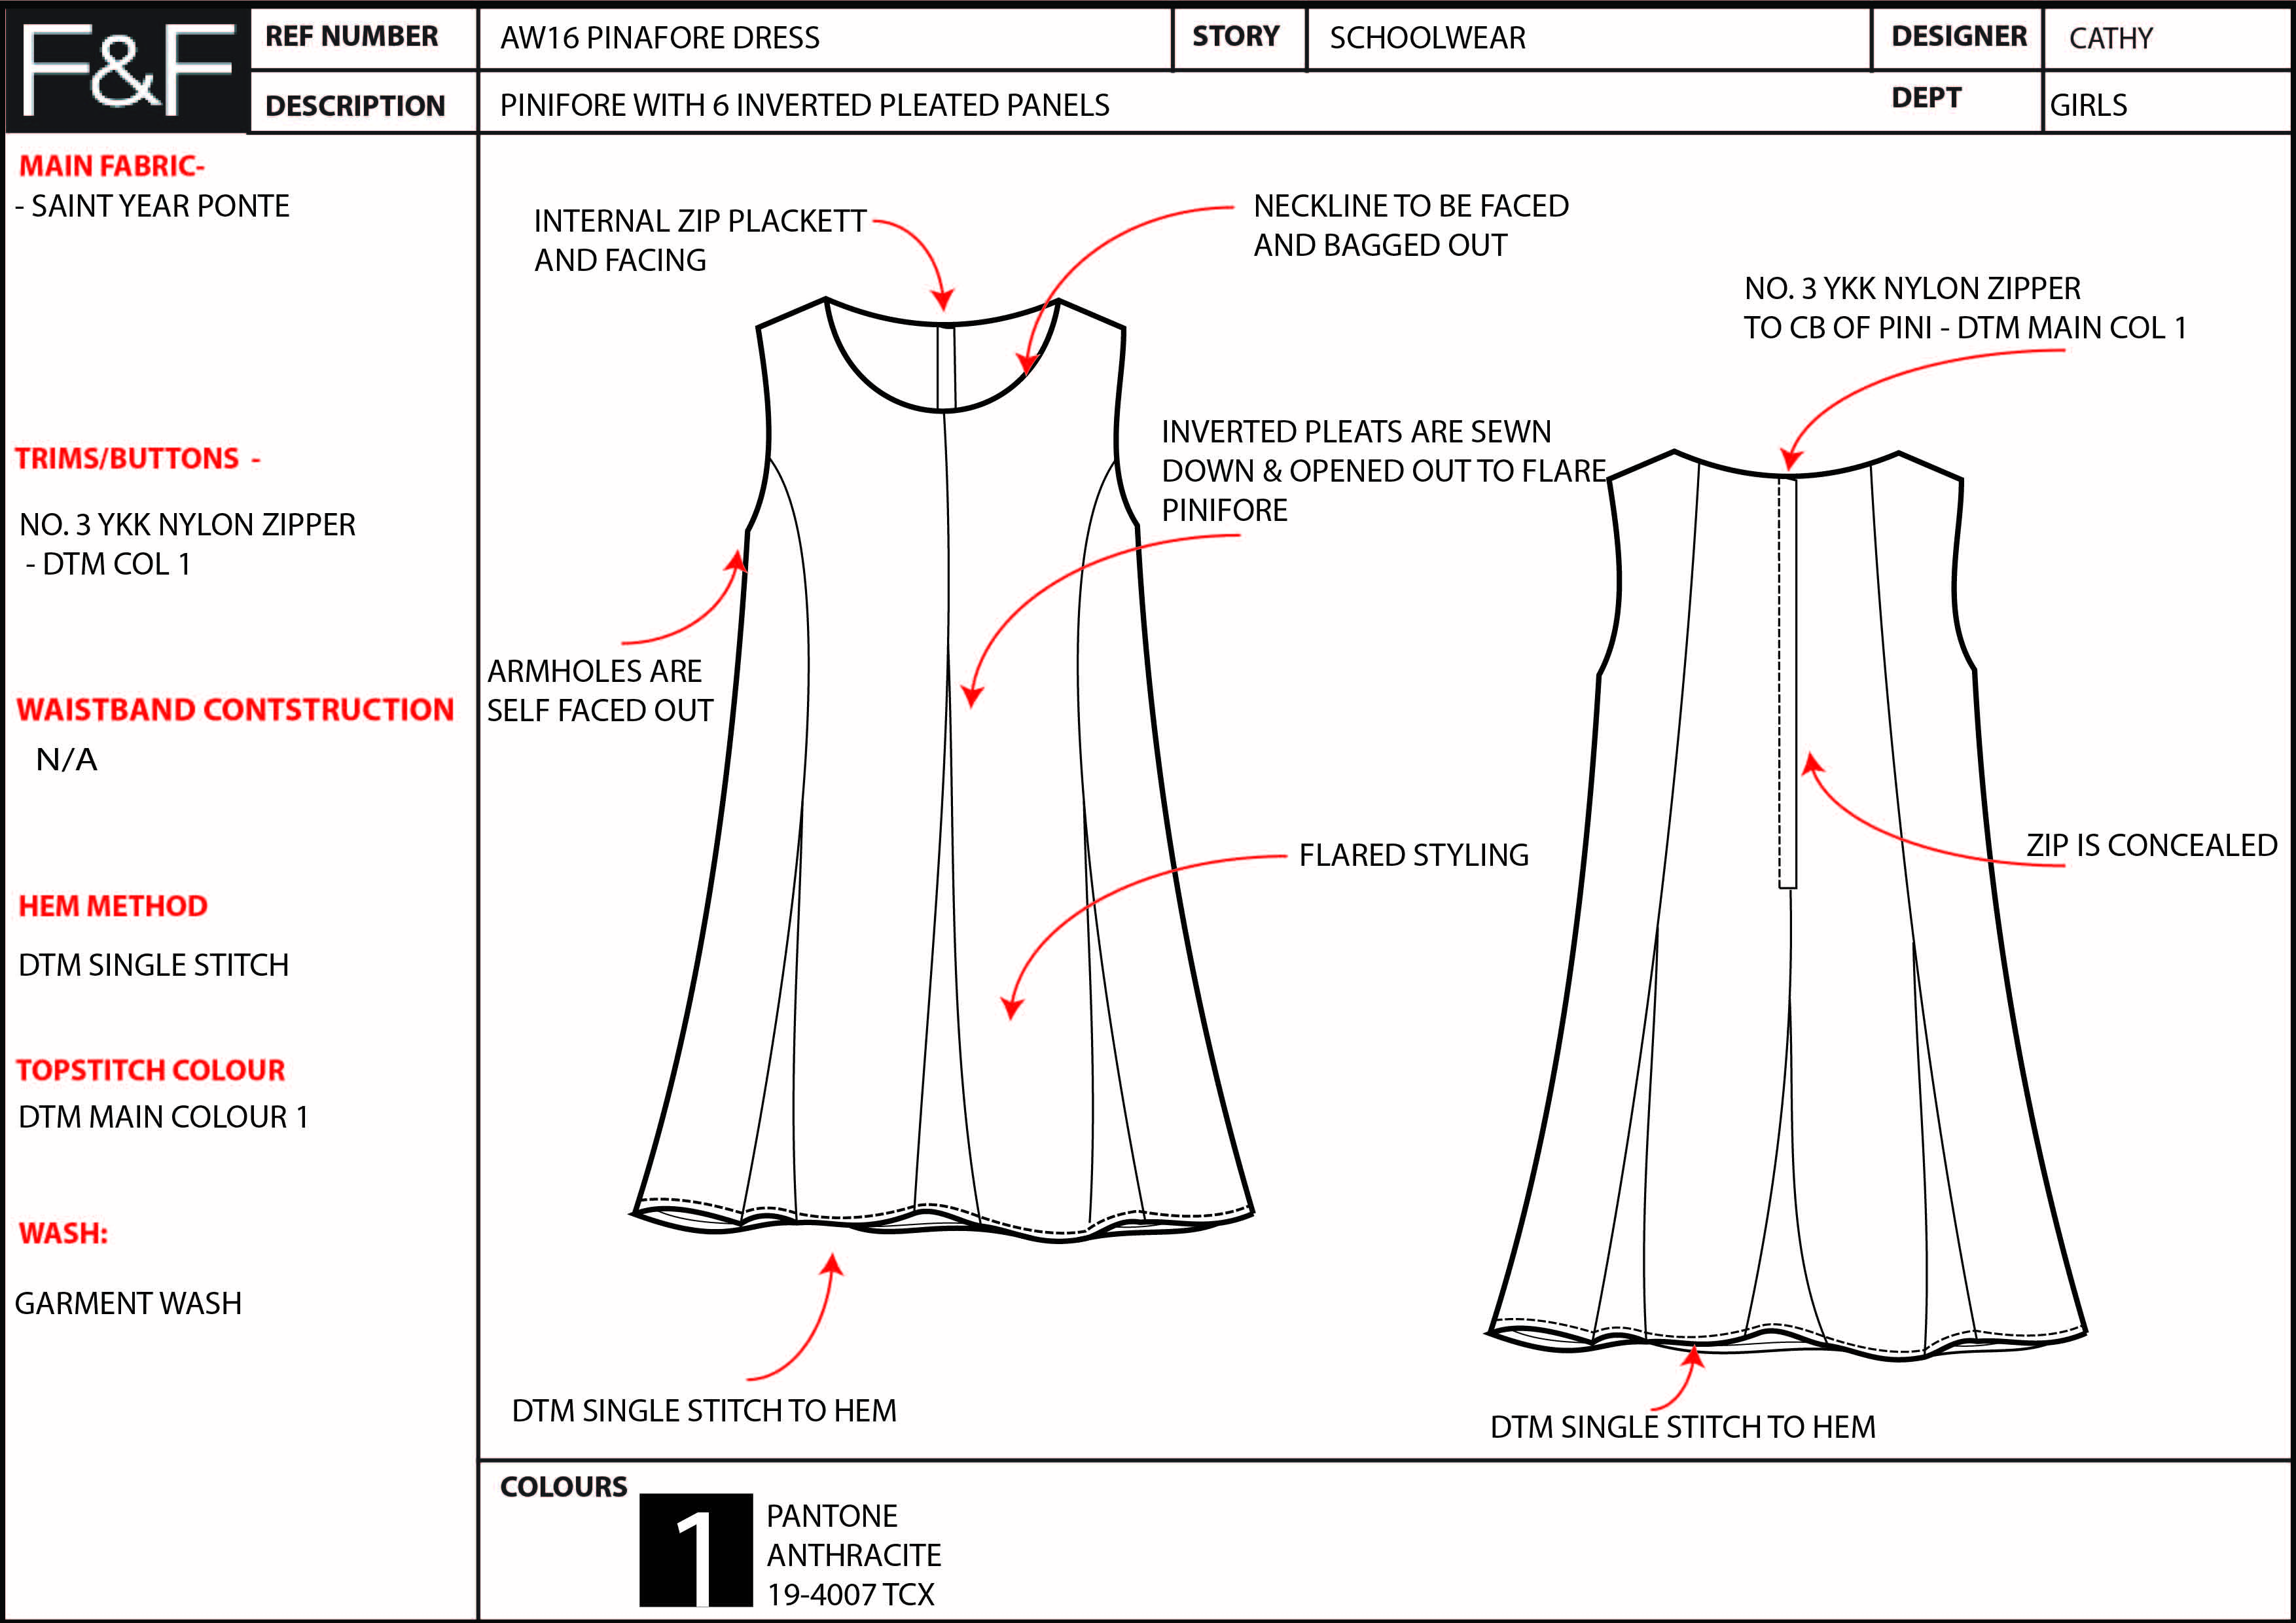 F&F
REF NUMBER
AW16 PINAFORE DRESS
STORY
SCHOOLWEAR
DESIGNER
CATHY
DESCRIPTION
PINIFORE WITH 6 INVERTED PLEATED PANELS
DEPT
GIRLS
MAIN FABRIC-
- SAINT YEAR PONTE
TRIMS/BUTTONS -
NO. 3 YKK NYLON ZIPPER
- DTM COL 1
WAISTBAND CONTSTRUCTION
N/A
HEM METHOD
DTM SINGLE STITCH
TOPSTITCH COLOUR
DTM MAIN COLOUR 1
WASH:
GARMENT WASH
INTERNAL ZIP PLACKETT
AND FACING
NECKLINE TO BE FACED
AND BAGGED OUT
NO. 3 YKK NYLON ZIPPER
TO CB OF PINI - DTM MAIN COL 1
INVERTED PLEATS ARE SEWN
DOWN & OPENED OUT TO FLARE
PINIFORE
ARMHOLES ARE
SELF FACED OUT
FLARED STYLING
ZIP IS CONCEALED
DTM SINGLE STITCH TO HEM
DTM SINGLE STITCH TO HEM
COLOURS
1
PANTONE
ANTHRACITE
19-4007 TCX